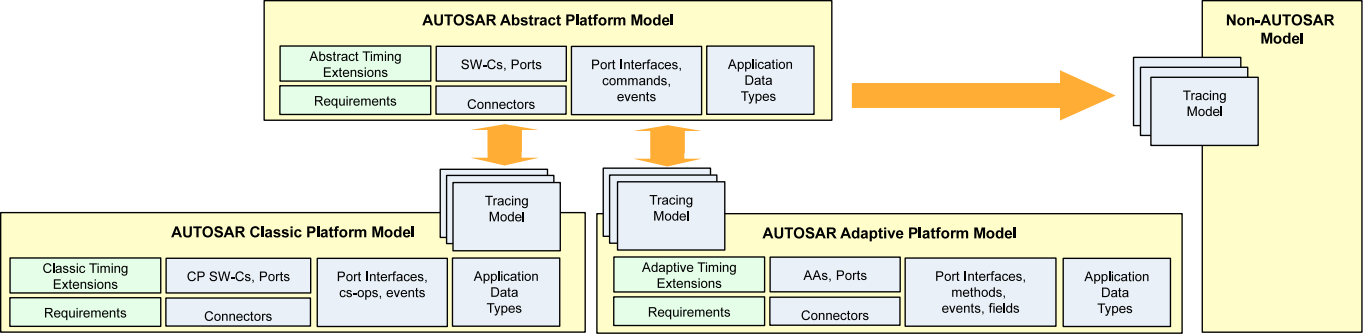 AUTOSAR Abstract Platform Model
Abstract Timing
Extensions
Requirements
SW-Cs, Ports
Connectors
Port Interfaces,
commands,
events
Application
Data
Types
Non-AUTOSAR
Model
Tracing
Model
Tracing
Model
AUTOSAR Classic Platform Model
Classic Timing
Extensions
Requirements
CP SW-Cs, Ports
Connectors
Port Interfaces,
cs-ops, events
Application
Data
Types
Tracing
Model
AUTOSAR Adaptive Platform Model
Adaptive Timing
Extensions
Requirements
AAs, Ports
Connectors
Port Interfaces,
methods,
events, fields
Application
Data
Types